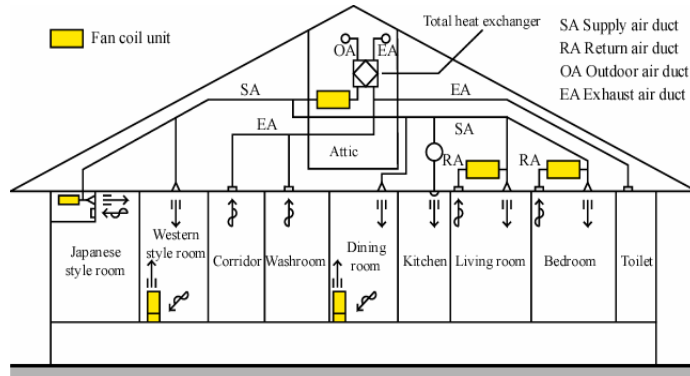 Fan coil unit
Total heat exchanger
SA Supply air duct
RA Return air duct
OA Outdoor air duct
EA Exhaust air duct
OA
EA
SA
EA
EA
SA
Attic
RA
RA
Japanese
style room
Western
style room
Corridor
Washroom
Dining
room
Kitchen
Living room
Bedroom
Toilet